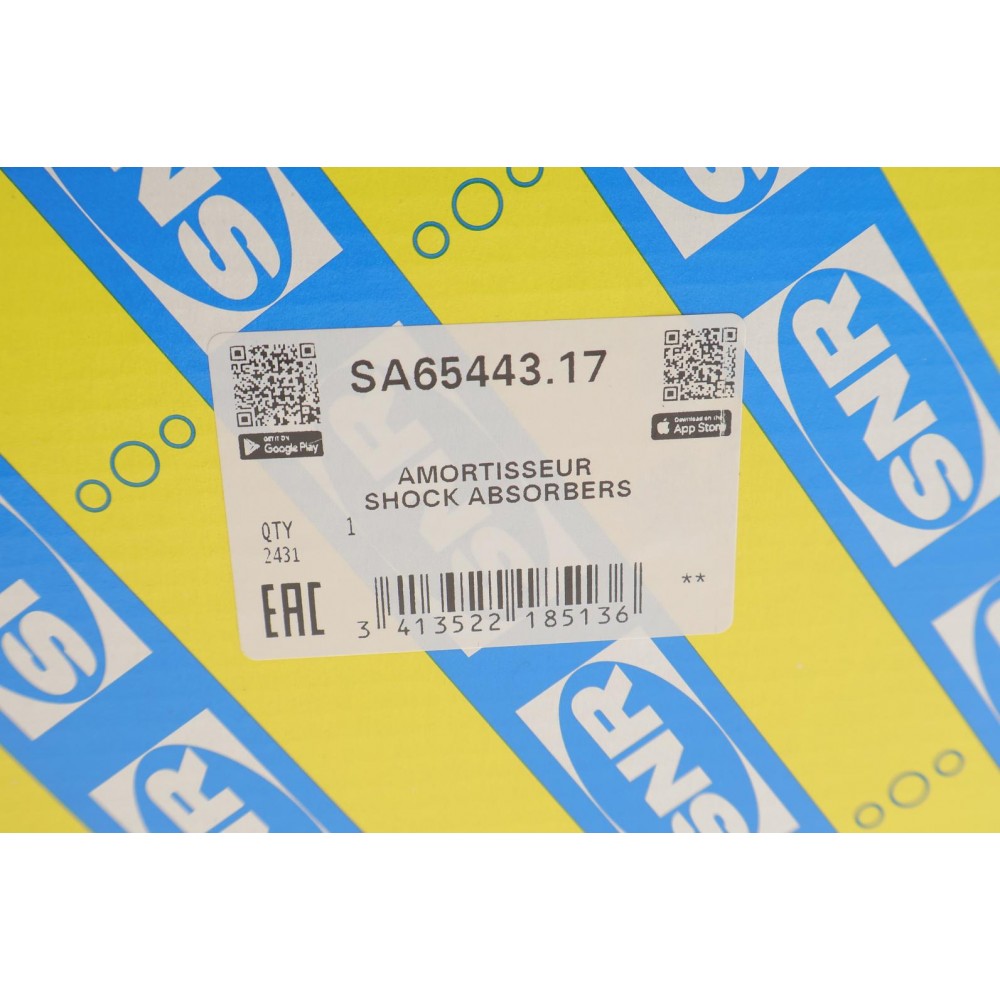 SNR
SNR
SNR
SA65443.17
GET IT ON
Google Play
Download on the
App Store
AMORTISSEUR
SHOCK ABSORBERS
QTY 1
2431
EAC
**
3 413522 185136
SNR
SNR
SNR
SNR